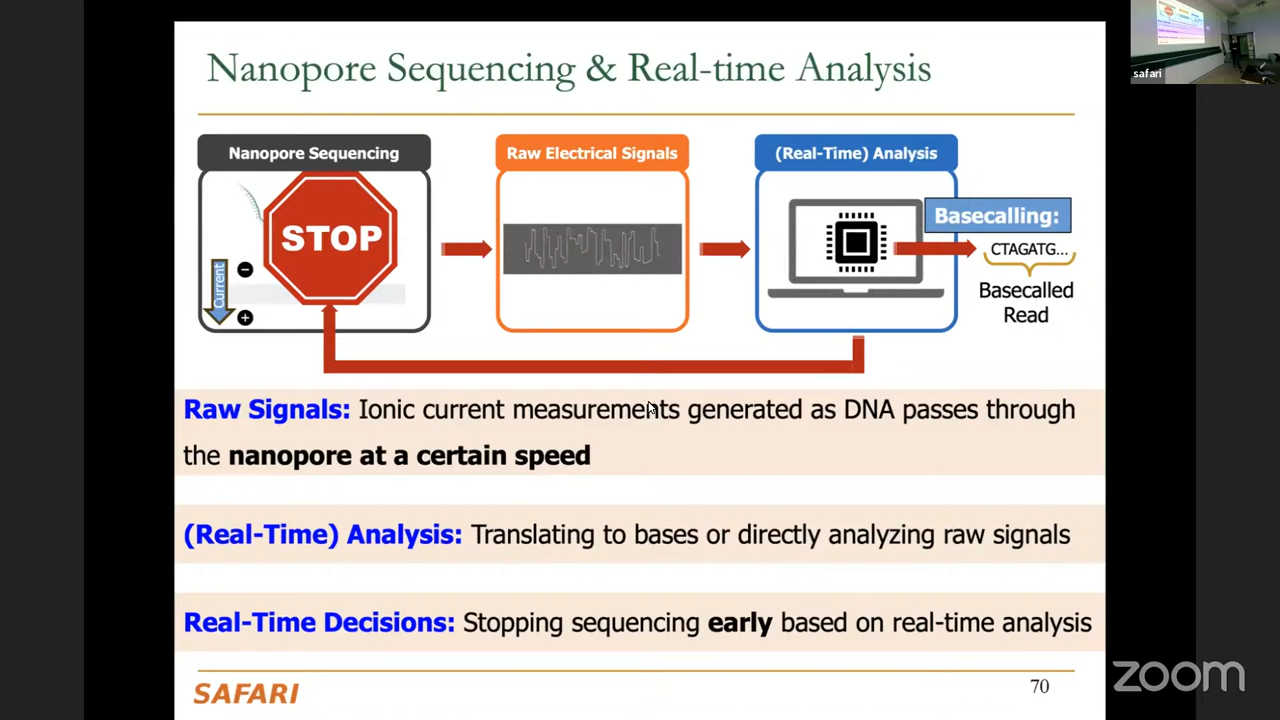 Nanopore Sequencing & Real-time Analysis
Nanopore Sequencing
Raw Electrical Signals
(Real-Time) Analysis
STOP
Current
Basecalling:
CTAGATG...
Basecalled
Read
Raw Signals: Ionic current measurements generated as DNA passes through
the nanopore at a certain speed
(Real-Time) Analysis: Translating to bases or directly analyzing raw signals
Real-Time Decisions: Stopping sequencing early based on real-time analysis
SAFARI
70
safari
zoom